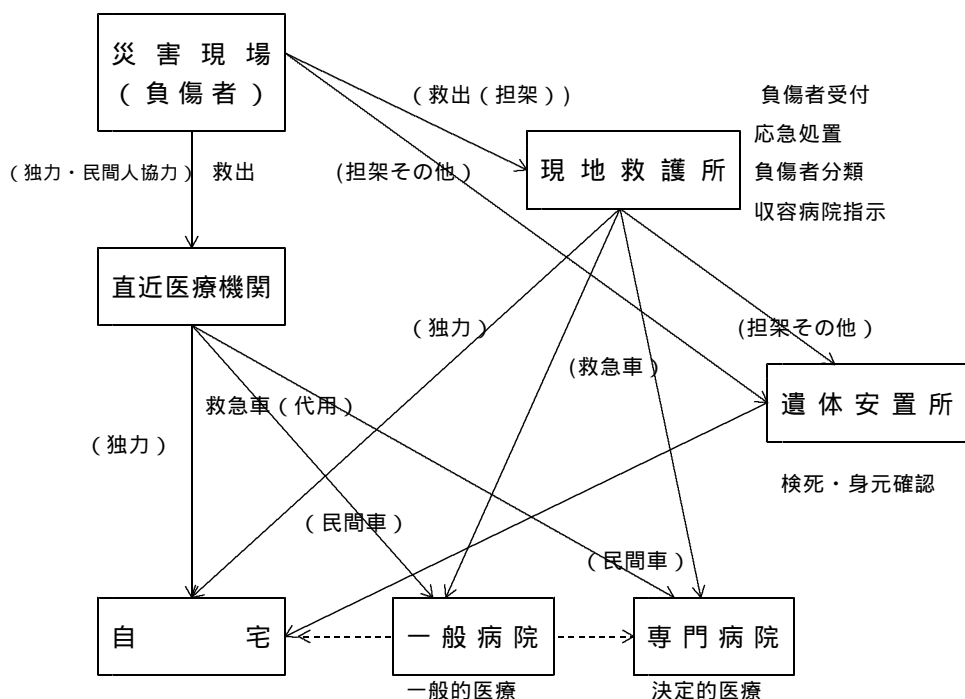 災害現場
(負傷者)
(救出(担架))
負傷者受付
応急処置
負傷者分類
収容病院指示
(独力・民間人協力) 救出
(担架その他)
現地救護所
直近医療機関
(独力)
(担架その他)
(救急車)
救急車(代用)
遺体安置所
(独力)
検死・身元確認
(民間車)
(民間車)
自宅
一般病院
専門病院
一般的医療
決定的医療